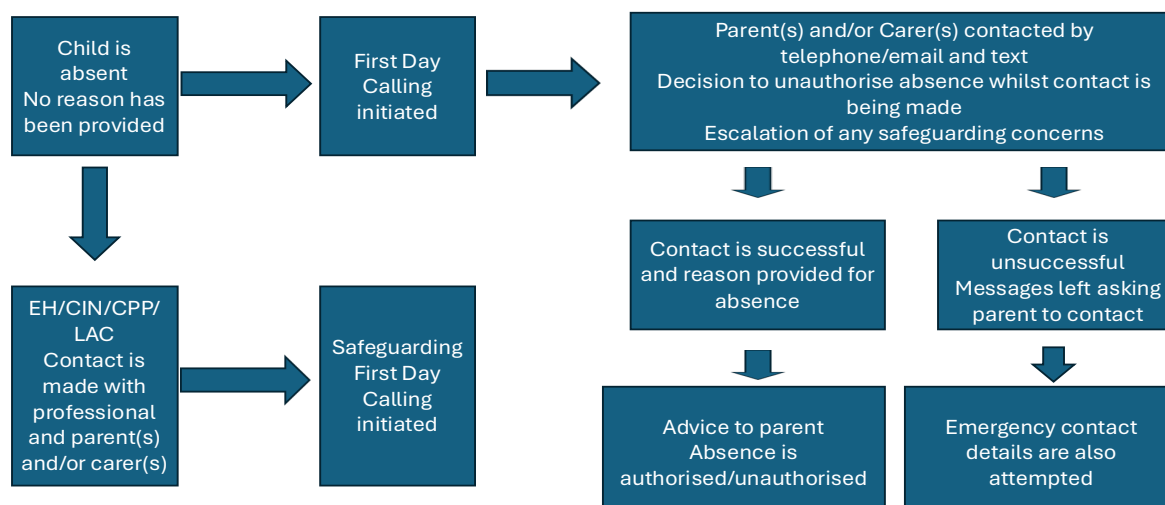 Child is
absent
No reason has
been provided
First Day
Calling
initiated
Parent(s) and/or Carer(s) contacted by
telephone/email and text
Decision to unauthorise absence whilst contact is
being made
Escalation of any safeguarding concerns
Contact is successful
and reason provided for
absence
Contact is
unsuccessful
Messages left asking
parent to contact
EH/CIN/CPP/
LAC
Contact is
made with
professional
and parent(s)
and/or carer(s)
Safeguarding
First Day
Calling
initiated
Advice to parent
Absence is
authorised/unauthorised
Emergency contact
details are also
attempted